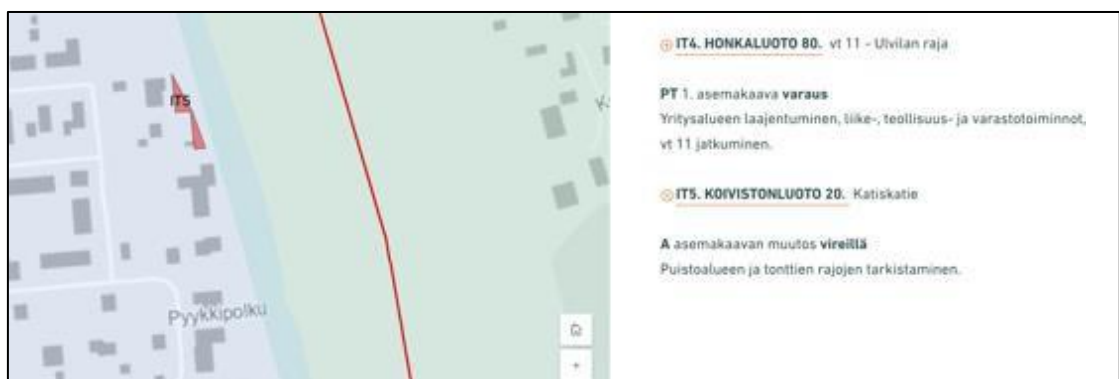 IT5
Pyykkipolku
IT4. HONKALUOTO 80. vt 11 - Ulvilan raja
PT 1. asemakaava varaus
Yritysalueen laajentuminen, liike-, teollisuus- ja varastotoiminnot,
vt 11 jatkuminen.
IT5. KOIVISTONLUOTO 20. Katiskatie
A asemakaavan muutos vireillä
Puistoalueen ja tonttien rajojen tarkistaminen.